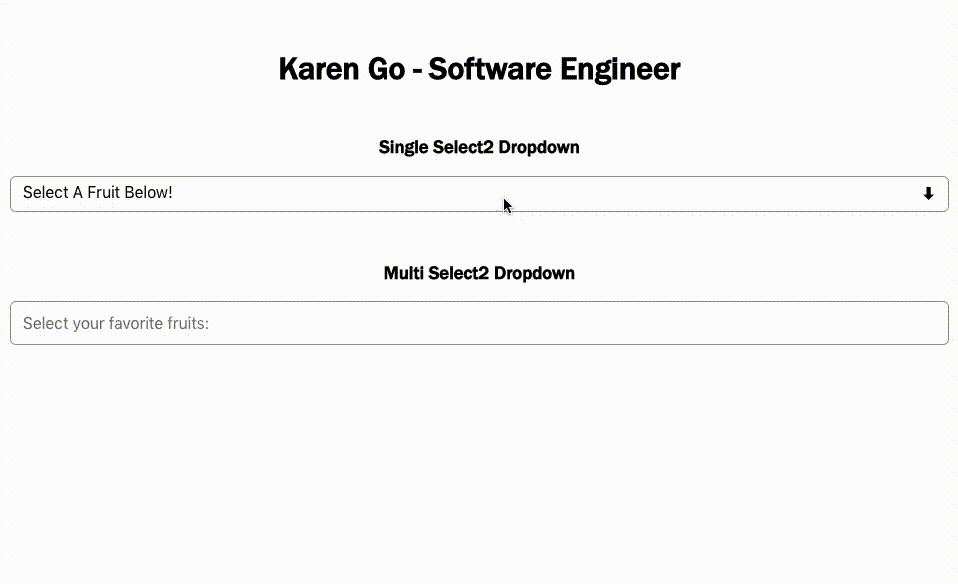 Karen Go - Software Engineer
Single Select2 Dropdown
Select A Fruit Below!
Multi Select2 Dropdown
Select your favorite fruits: